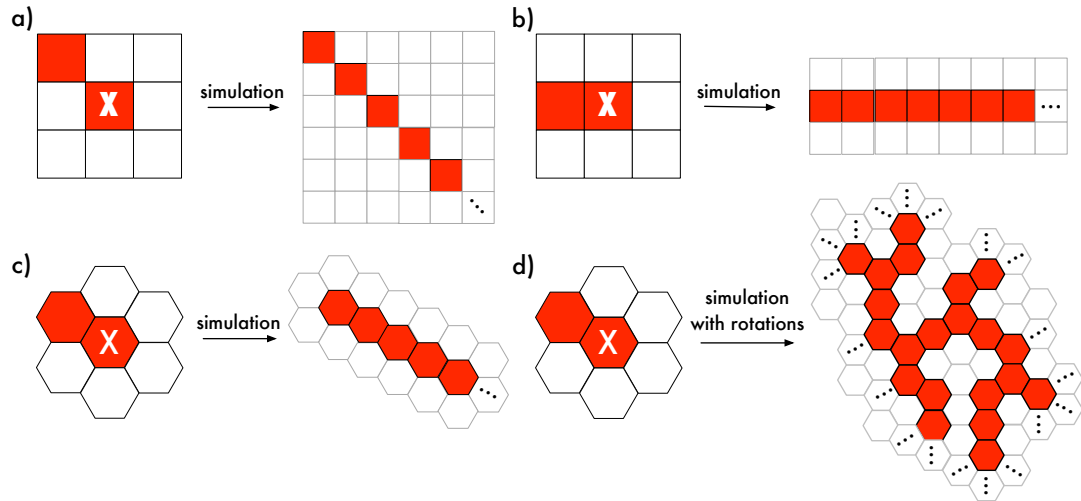 a)
X
simulation
b)
X
simulation
...
c)
X
simulation
d)
X
simulation
with rotations